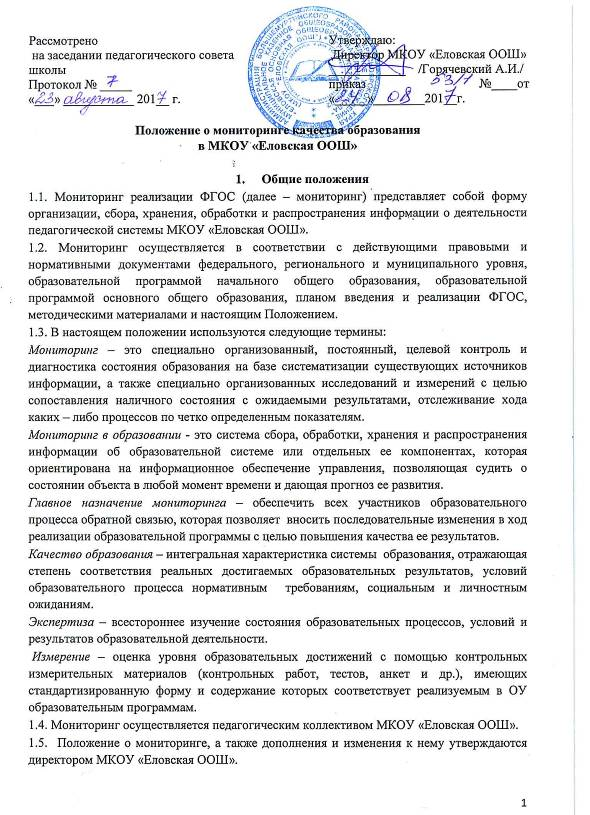 Рассмотрено
на заседании педагогического совета
школы
Протокол № 7
«23» августа 2017 г.
Утверждаю:
Директор МКОУ «Еловская ООШ»
/Горячевский А.И./
приказ 53/1 № от
«24» 08 2017 г.
Положение о мониторинге качества образования
в МКОУ «Еловская ООШ»
1. Общие положения
1.1. Мониторинг реализации ФГОС (далее – мониторинг) представляет собой форму
организации, сбора, хранения, обработки и распространения информации о деятельности
педагогической системы МКОУ «Еловская ООШ».
1.2. Мониторинг осуществляется в соответствии с действующими правовыми и
нормативными документами федерального, регионального и муниципального уровня,
образовательной программой начального общего образования, образовательной
программой основного общего образования, планом введения и реализации ФГОС,
методическими материалами и настоящим Положением.
1.3. В настоящем положении используются следующие термины:
Мониторинг – это специально организованный, постоянный, целевой контроль и
диагностика состояния образования на базе систематизации существующих источников
информации, а также специально организованных исследований и измерений с целью
сопоставления наличного состояния с ожидаемыми результатами, отслеживание хода
каких – либо процессов по четко определенным показателям.
Мониторинг в образовании - это система сбора, обработки, хранения и распространения
информации об образовательной системе или отдельных ее компонентах, которая
ориентирована на информационное обеспечение управления, позволяющая судить о
состоянии объекта в любой момент времени и дающая прогноз ее развития.
Главное назначение мониторинга – обеспечить всех участников образовательного
процесса обратной связью, которая позволяет вносить последовательные изменения в ход
реализации образовательной программы с целью повышения качества ее результатов.
Качество образования – интегральная характеристика системы образования, отражающая
степень соответствия реальных достигаемых образовательных результатов, условий
образовательного процесса нормативным требованиям, социальным и личностным
ожиданиям.
Экспертиза – всестороннее изучение состояния образовательных процессов, условий и
результатов образовательной деятельности.
Измерение – оценка уровня образовательных достижений с помощью контрольных
измерительных материалов (контрольных работ, тестов, анкет и др.), имеющих
стандартизированную форму и содержание которых соответствует реализуемым в ОУ
образовательным программам.
1.4. Мониторинг осуществляется педагогическим коллективом МКОУ «Еловская ООШ».
1.5. Положение о мониторинге, а также дополнения и изменения к нему утверждаются
директором МКОУ «Еловская ООШ».
1